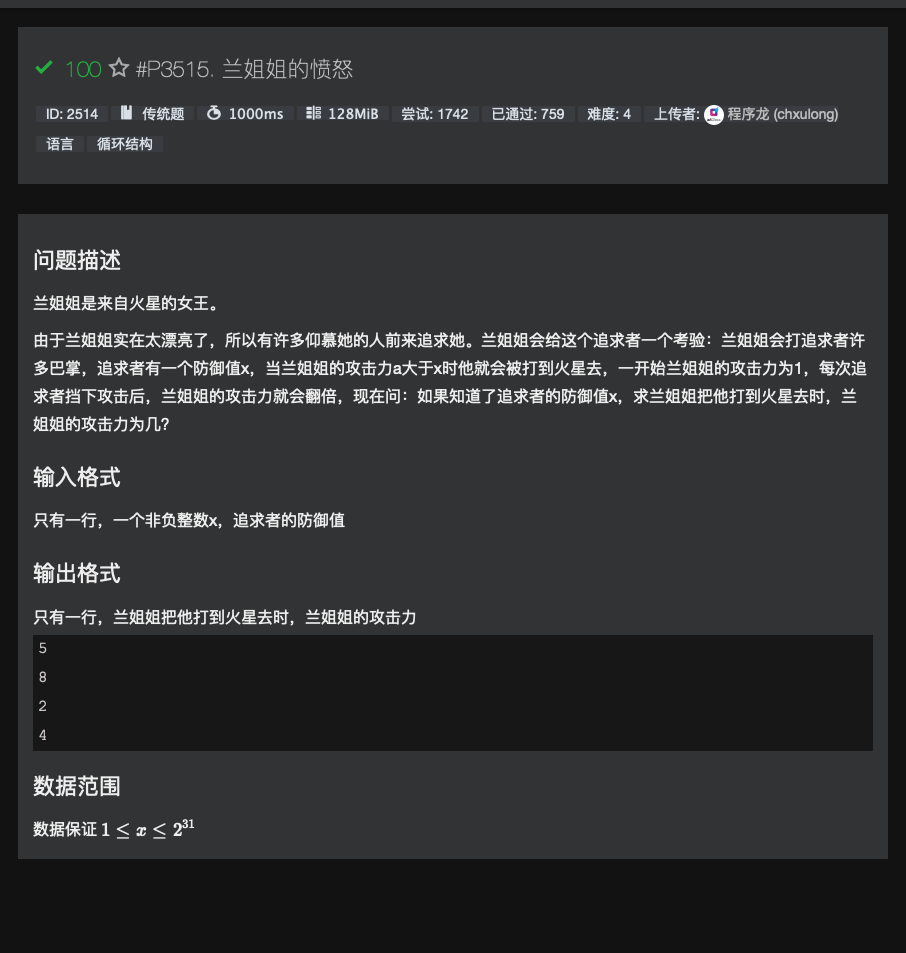 100 ☆ #P3515. 兰姐姐的愤怒
ID: 2514 传统题 1000ms 128MiB 尝试: 1742 已通过: 759 难度: 4 上传者: 程序龙 (chxulong)
语言 循环结构
问题描述
兰姐姐是来自火星的女王。
由于兰姐姐实在太漂亮了，所以有许多仰慕她的人前来追求她。兰姐姐会给这个追求者一个考验：兰姐姐会打追求者许
多巴掌，追求者有一个防御值x，当兰姐姐的攻击力a大于x时他就会被打到火星去，一开始兰姐姐的攻击力为1，每次追
求者挡下攻击后，兰姐姐的攻击力就会翻倍，现在问：如果知道了追求者的防御值x，求兰姐姐把他打到火星去时，兰
姐姐的攻击力为几?
输入格式
只有一行，一个非负整数x，追求者的防御值
输出格式
只有一行，兰姐姐把他打到火星去时，兰姐姐的攻击力
5
8
2
4
数据范围
数据保证 1 ≤ x ≤ 2^31